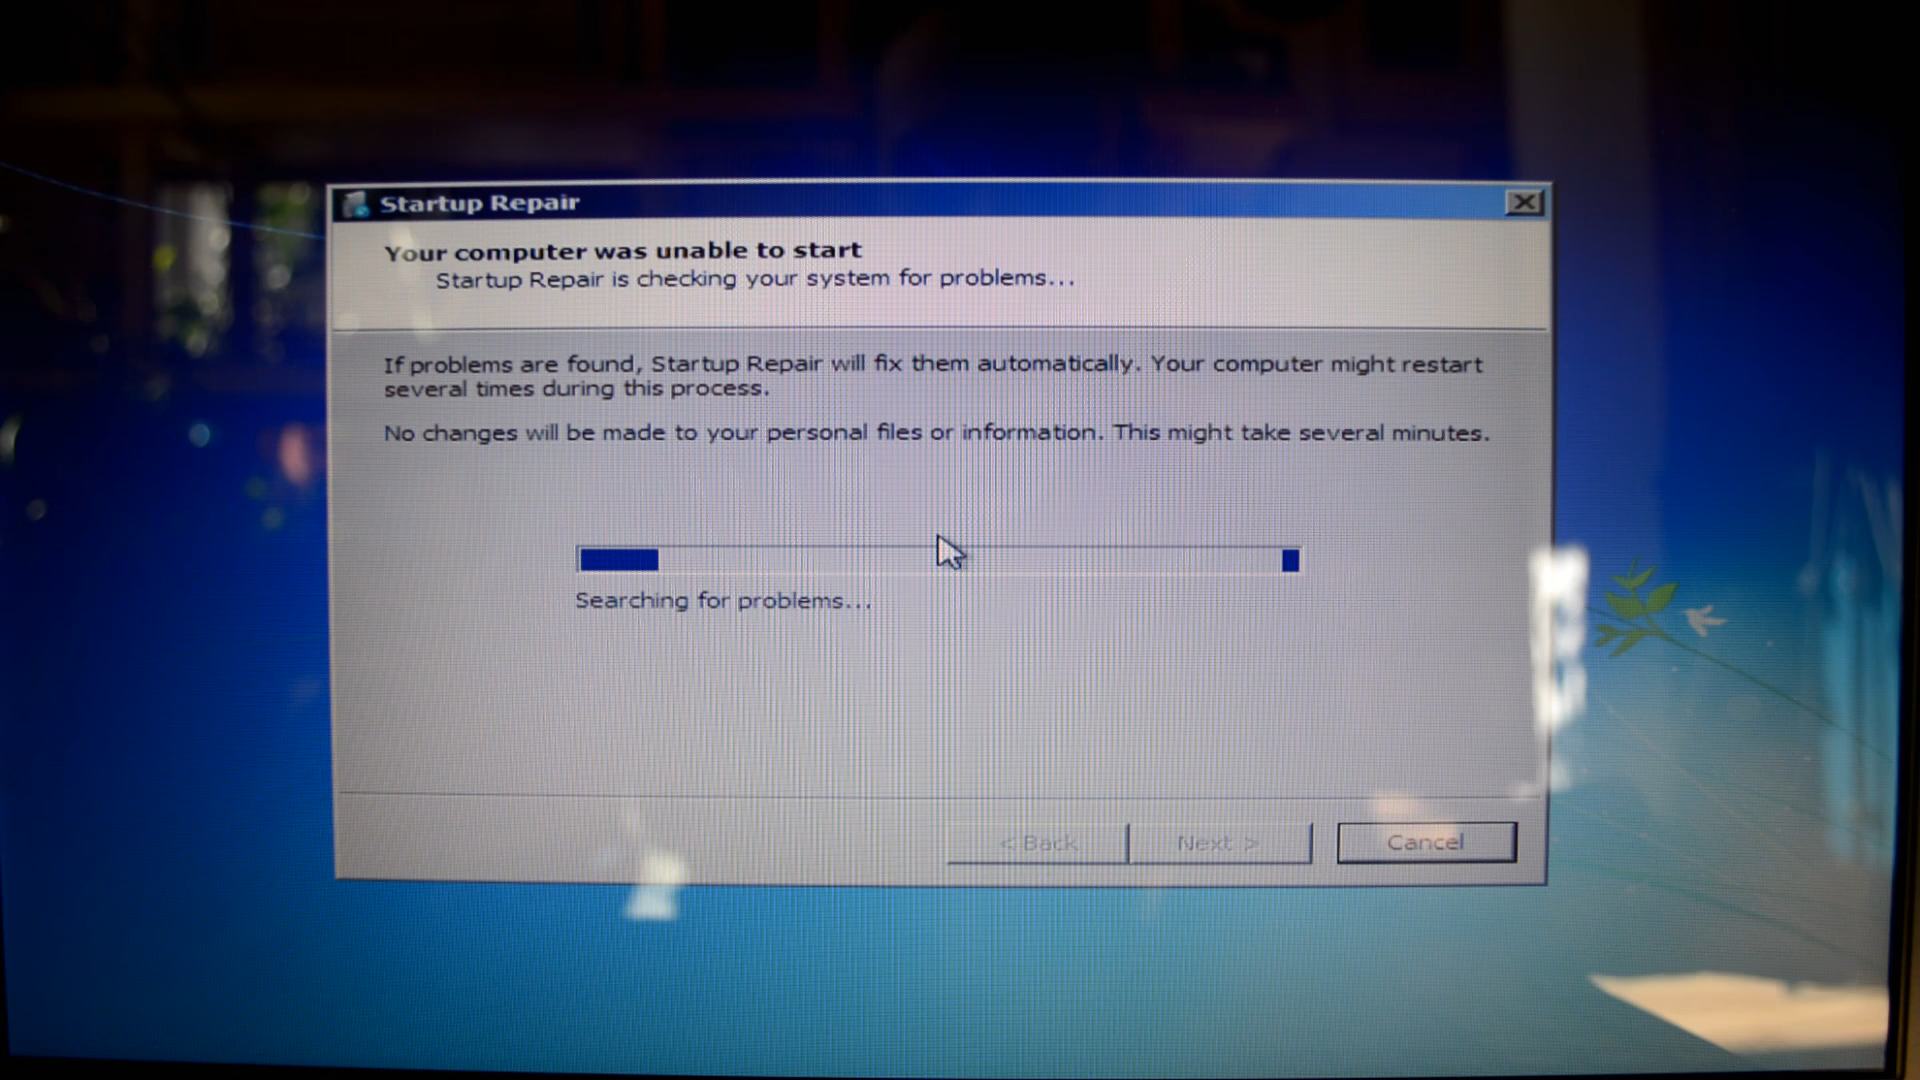 Startup Repair
Your computer was unable to start
Startup Repair is checking your system for problems...
If problems are found, Startup Repair will fix them automatically. Your computer might restart
several times during this process.
No changes will be made to your personal files or information. This might take several minutes.
Searching for problems...
< Back
Next >
Cancel